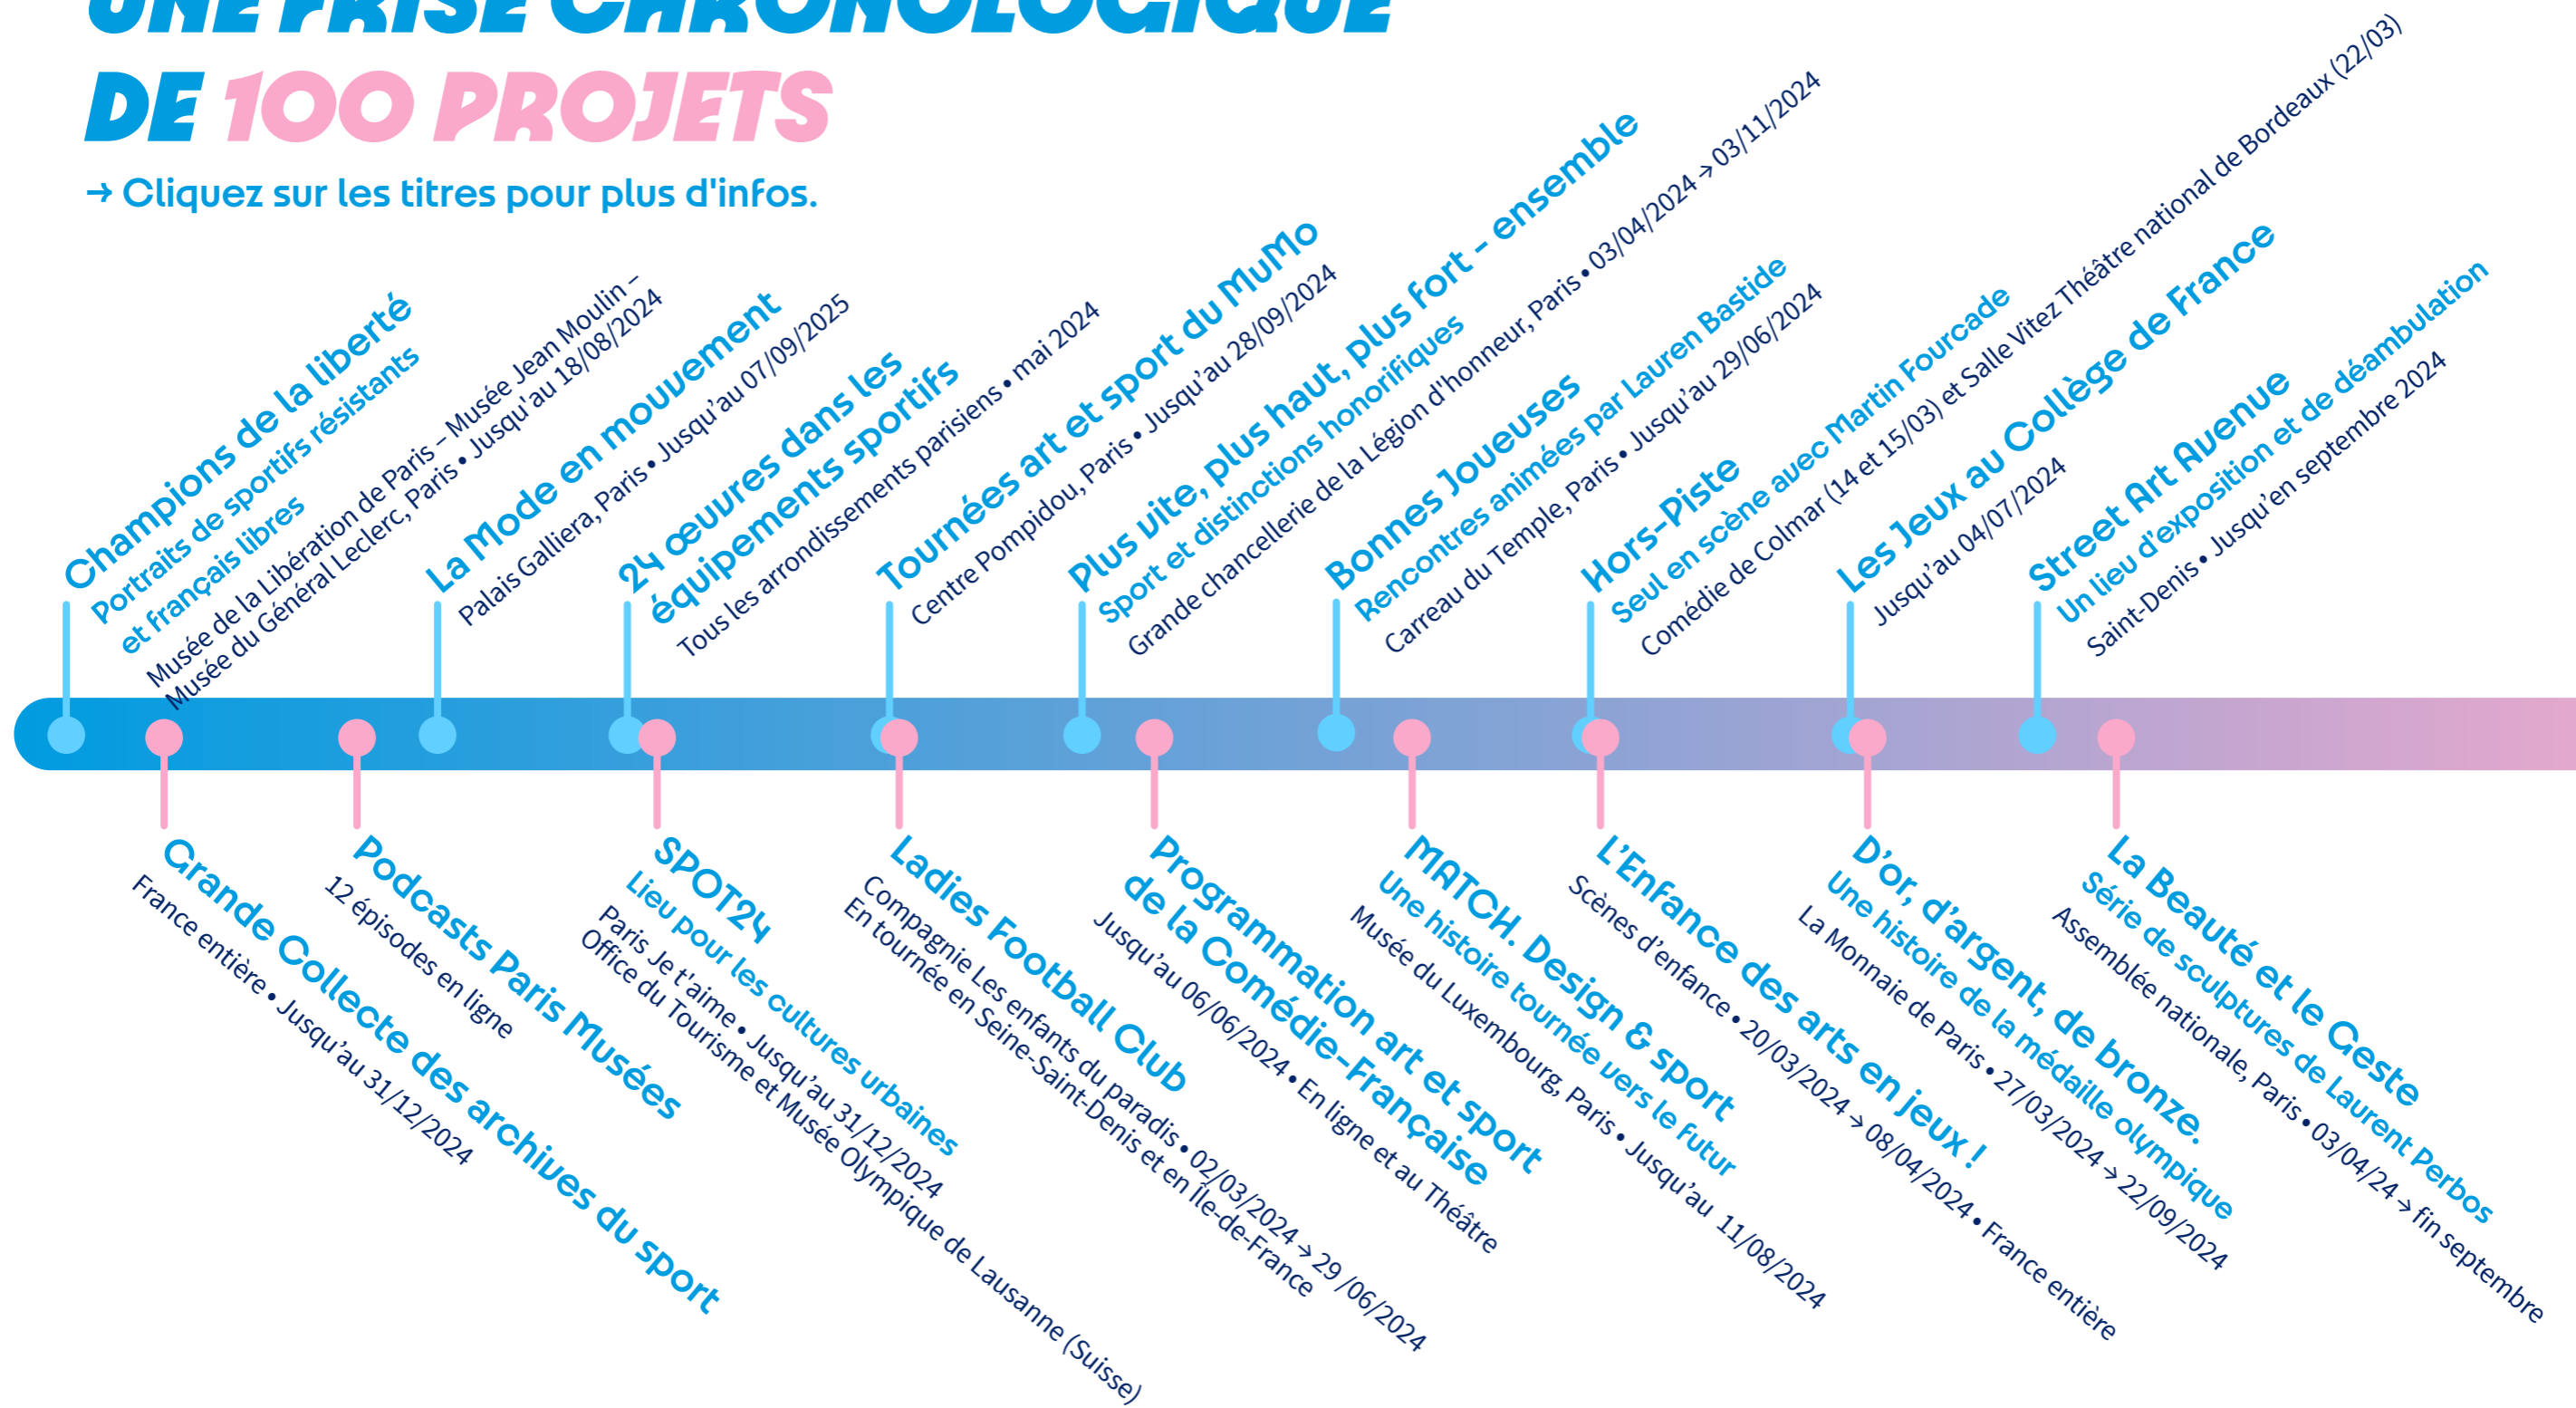 UNE FRISE CHRONOLOGIQUE
DE 100 PROJETS
→ Cliquez sur les titres pour plus d'infos.
Champions de la liberté
Portraits de sportifs résistants
et français libres
Musée de la Libération de Paris – Musée Jean Moulin –
Musée du Général Leclerc, Paris • Jusqu'au 18/08/2024
La Mode en mouvement
Palais Galliera, Paris • Jusqu’au 07/09/2025
24 œuvres dans les
équipements sportifs
Tous les arrondissements parisiens • mai 2024
Tournées art et sport du MuMo
Centre Pompidou, Paris • Jusqu’au 28/09/2024
Plus vite, plus haut, plus fort – ensemble
Sport et distinctions honorifiques
Grande chancellerie de la Légion d’honneur, Paris • 03/04/2024 → 03/11/2024
Bonnes Joueuses
Rencontres animées par Lauren Bastide
Carreau du Temple, Paris • Jusqu’au 29/06/2024
Hors-Piste
Seul en scène avec Martin Fourcade
Comédie de Colmar (14 et 15/03) et Salle Vitez Théâtre national de Bordeaux (22/03)
Les Jeux au Collège de France
Jusqu’au 04/07/2024
Street Art Avenue
Un lieu d’exposition et de déambulation
Saint-Denis • Jusqu’en septembre 2024
Grande Collecte des archives du sport
France entière • Jusqu’au 31/12/2024
Podcasts Paris Musées
12 épisodes en ligne
SPOT24
Lieu pour les cultures urbaines
Paris Je t'aime • Jusqu’au 31/12/2024
Office du Tourisme et Musée Olympique de Lausanne (Suisse)
Ladies Football Club
Compagnie Les enfants du paradis • 02/03/2024 → 29 /06/2024
En tournée en Seine-Saint-Denis et en Île-de-France
Programmation art et sport
de la Comédie-Française
Jusqu’au 06/06/2024 • En ligne et au Théâtre
MATCH. Design & sport
Une histoire tournée vers le futur
Musée du Luxembourg, Paris • Jusqu’au 11/08/2024
L’Enfance des arts en jeux !
Scènes d’enfance • 20/03/2024 → 08/04/2024 • France entière
D’or, d’argent, de bronze.
Une histoire de la médaille olympique
La Monnaie de Paris • 27/03/2024 → 22/09/2024
La Beauté et le Geste
Série de sculptures de Laurent Perbos
Assemblée nationale, Paris • 03/04/24 → fin septembre